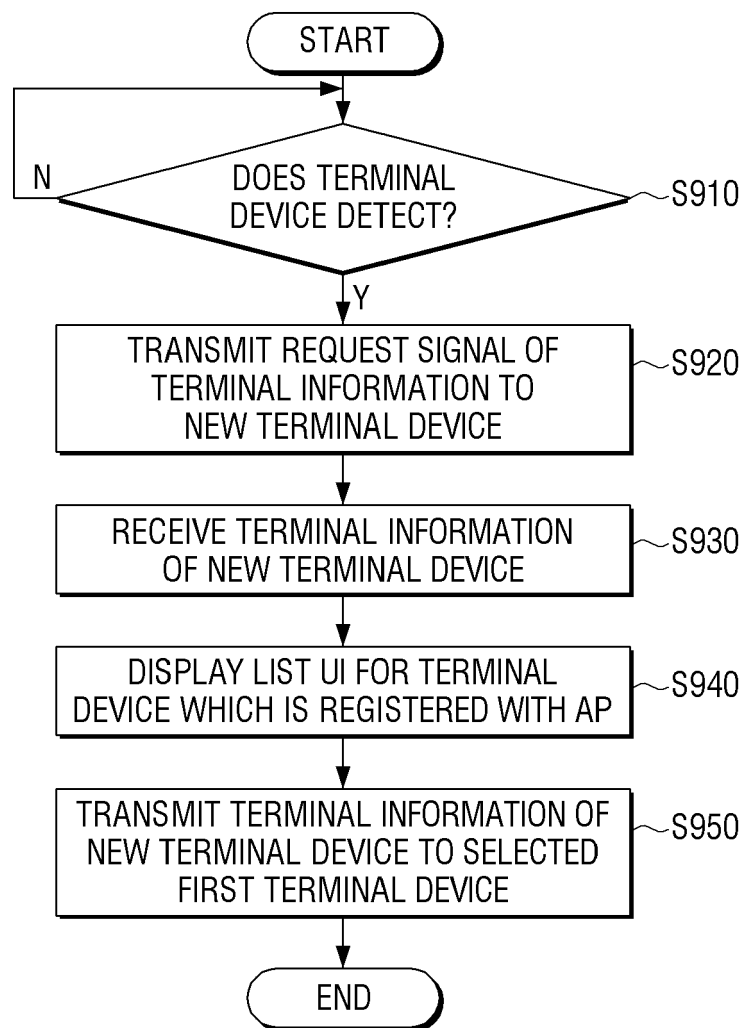 START
N
DOES TERMINAL
DEVICE DETECT?
S910
Y
TRANSMIT REQUEST SIGNAL OF
TERMINAL INFORMATION TO
NEW TERMINAL DEVICE
S920
RECEIVE TERMINAL INFORMATION
OF NEW TERMINAL DEVICE
S930
DISPLAY LIST UI FOR TERMINAL
DEVICE WHICH IS REGISTERED WITH AP
S940
TRANSMIT TERMINAL INFORMATION OF
NEW TERMINAL DEVICE TO SELECTED
FIRST TERMINAL DEVICE
S950
END